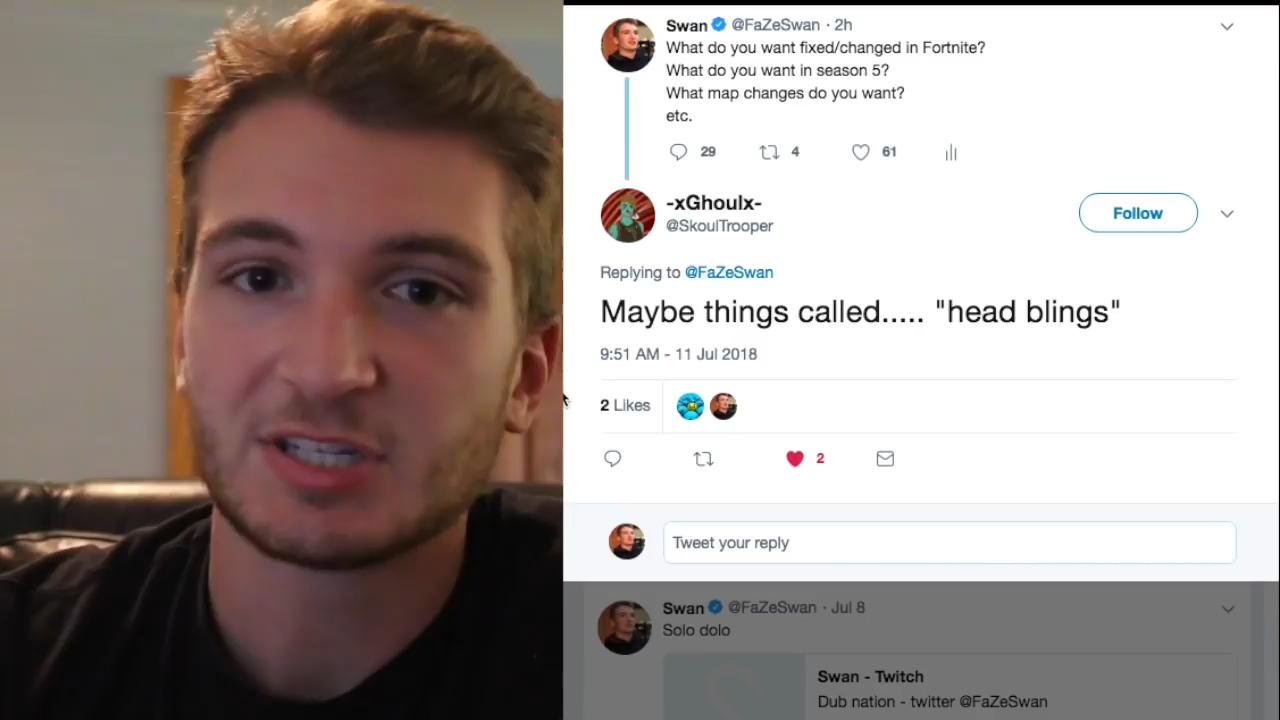 Swan @FaZeSwan · 2h
What do you want fixed/changed in Fortnite?
What do you want in season 5?
What map changes do you want?
etc.
29 4 61
-xGhoulx-
@SkoulTrooper
Follow
Replying to @FaZeSwan
Maybe things called..... "head blings"
9:51 AM - 11 Jul 2018
2 Likes
2
Tweet your reply
Swan @FaZeSwan · Jul 8
Solo dolo
Swan - Twitch
Dub nation - twitter @FaZeSwan